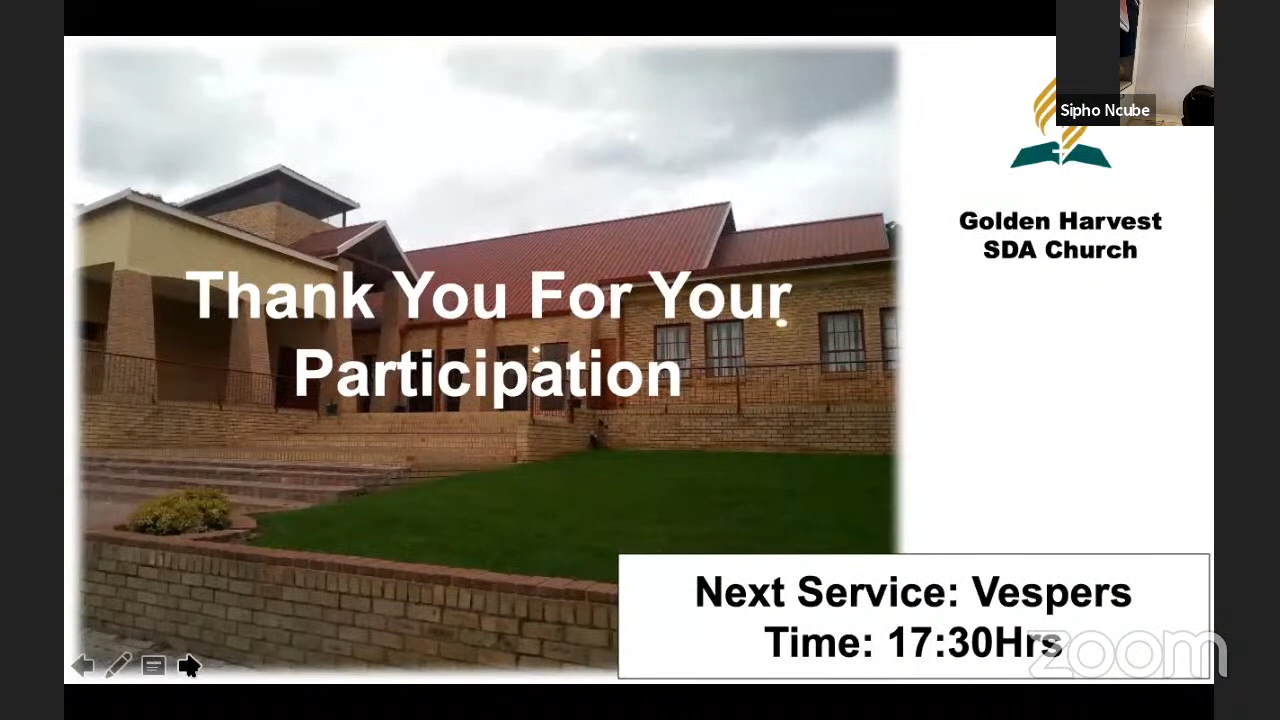 Sipho Ncube
Golden Harvest
SDA Church
Thank You For Your
Participation
Next Service: Vespers
Time: 17:30Hrs
zoom